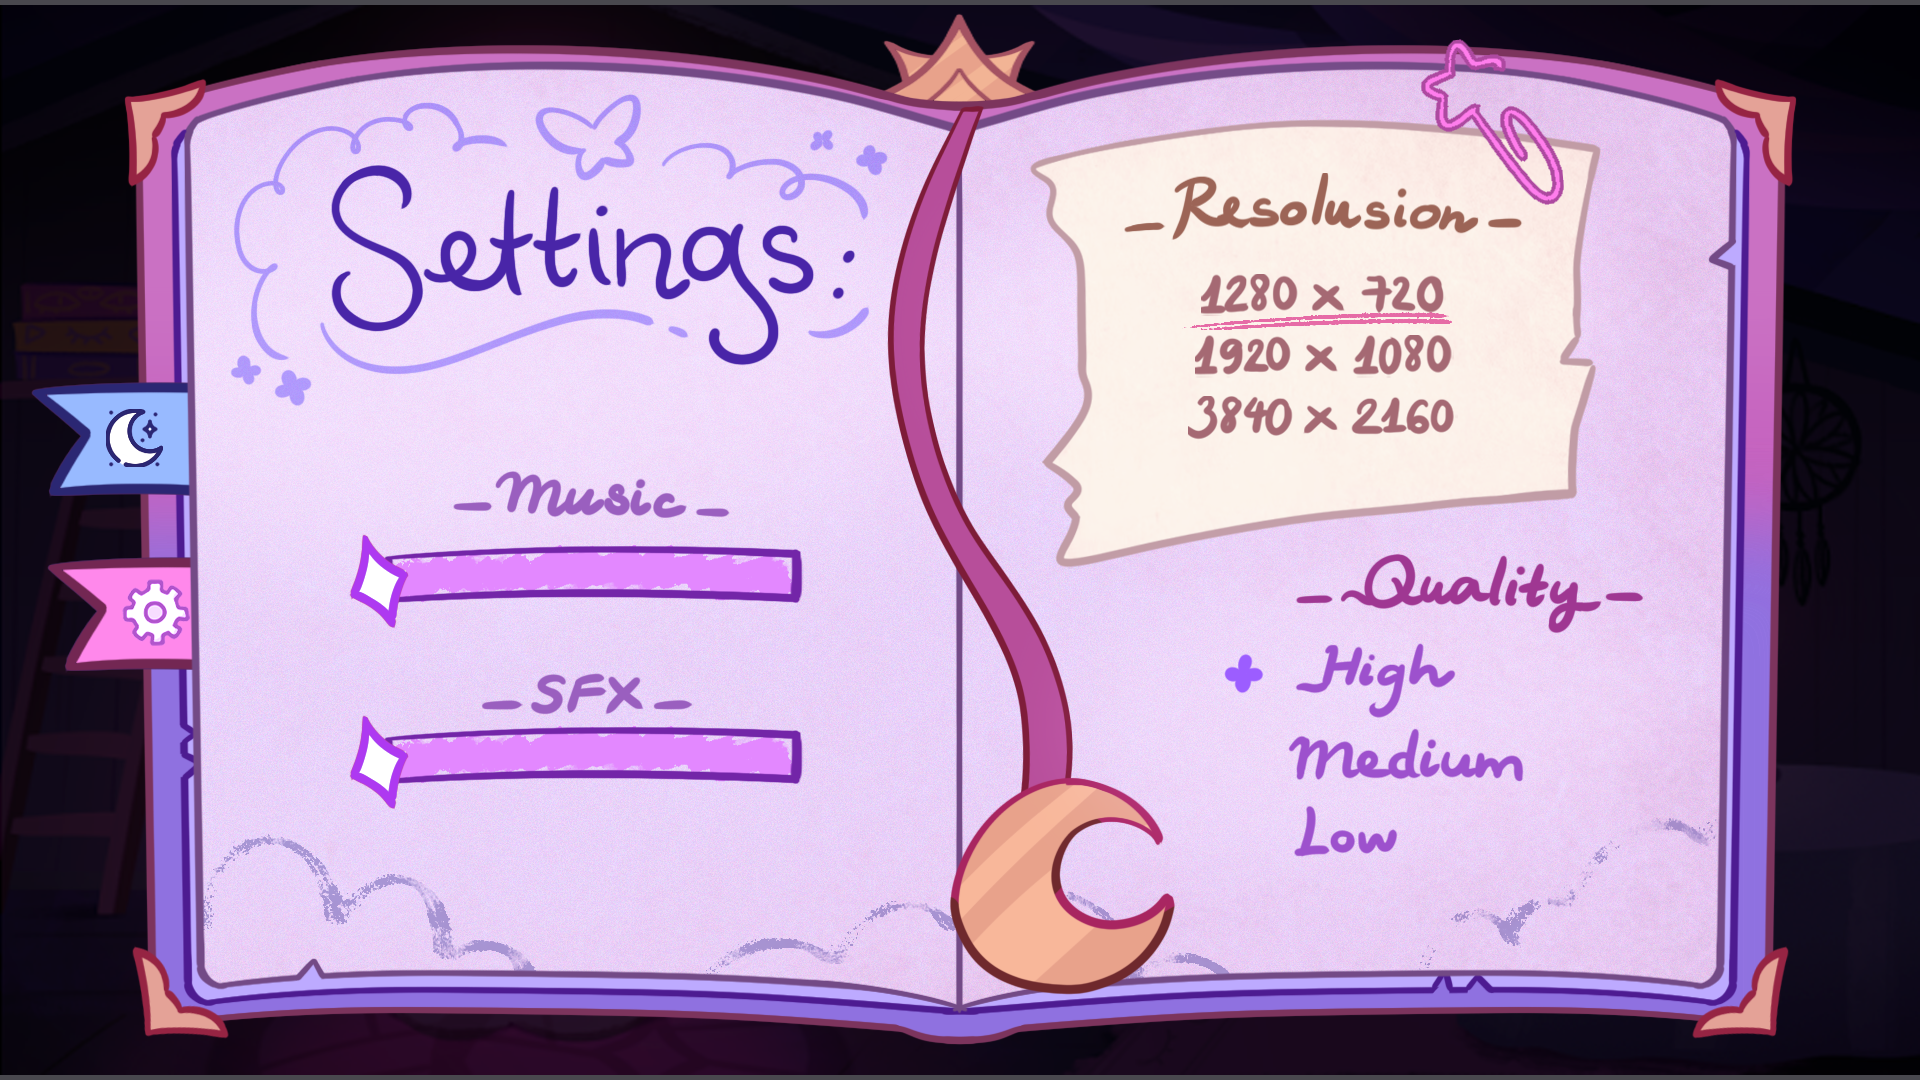 Settings:
- Music -
- SFX -
- Resolusion -
1280 x 720
1920 x 1080
3840 x 2160
- Quality -
High
Medium
Low